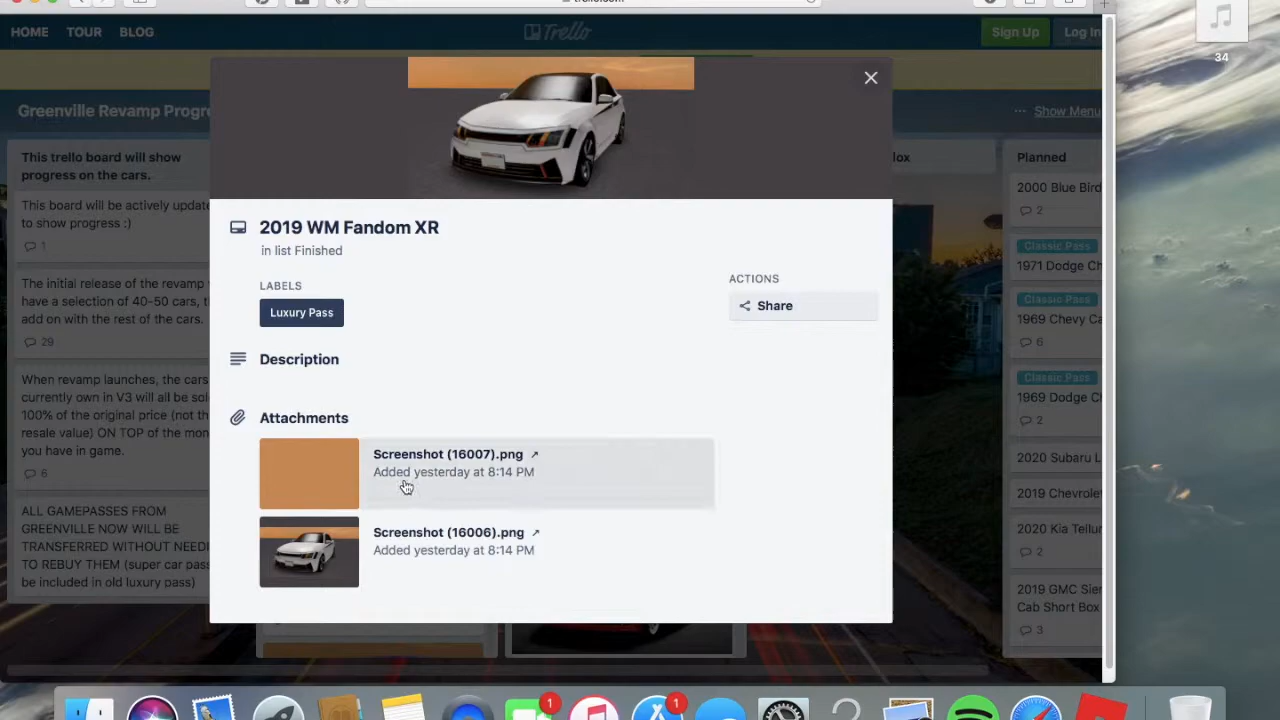 trello.com
HOME
TOUR
BLOG
Trello
Sign Up
Log In
34
Greenville Revamp Progre
Show Menu
This trello board will show
progress on the cars.
This board will be actively update
to show progress :)
1
The initial release of the revamp
have a selection of 40-50 cars,
add on with the rest of the cars.
29
When revamp launches, the cars
currently own in V3 will all be sol
100% of the original price (not th
resale value) ON TOP of the mon
you have in game.
6
ALL GAMEPASSES FROM
GREENVILLE NOW WILL BE
TRANSFERRED WITHOUT NEEDI
TO REBUY THEM (super car pas
be included in old luxury pass)
2019 WM Fandom XR
in list Finished
LABELS
Luxury Pass
ACTIONS
Share
Description
Attachments
Screenshot (16007).png ↗
Added yesterday at 8:14 PM
Screenshot (16006).png ↗
Added yesterday at 8:14 PM
lox
Planned
2000 Blue Bird
2
Classic Pass
1971 Dodge Ch
Classic Pass
1969 Chevy Ca
6
Classic Pass
1969 Dodge C
2
2020 Subaru L
2019 Chevrole
2020 Kia Tellur
2
2019 GMC Sier
Cab Short Box
3
1
1